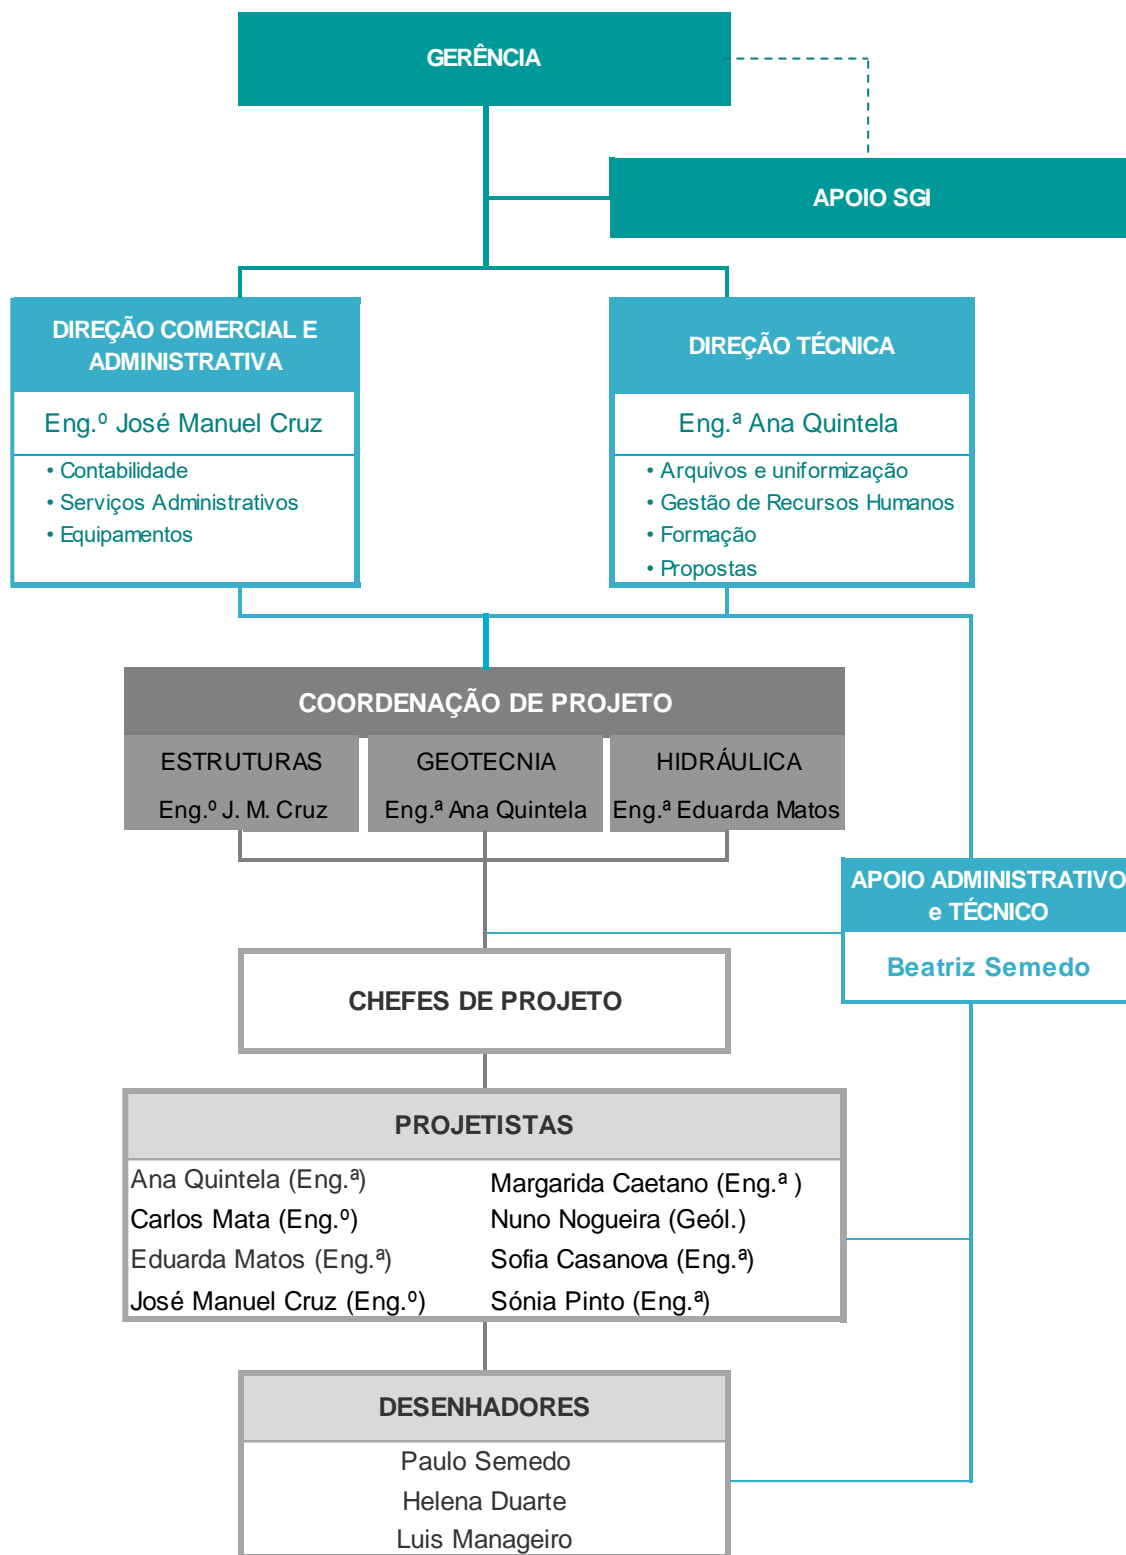 GERÊNCIA
APOIO SGI
DIREÇÃO COMERCIAL E
ADMINISTRATIVA
Eng.º José Manuel Cruz
• Contabilidade
• Serviços Administrativos
• Equipamentos
DIREÇÃO TÉCNICA
Eng.ª Ana Quintela
• Arquivos e uniformização
• Gestão de Recursos Humanos
• Formação
• Propostas
COORDENAÇÃO DE PROJETO
ESTRUTURAS
Eng.º J. M. Cruz
GEOTECNIA
Eng.ª Ana Quintela
HIDRÁULICA
Eng.ª Eduarda Matos
APOIO ADMINISTRATIVO
e TÉCNICO
Beatriz Semedo
CHEFES DE PROJETO
PROJETISTAS
Ana Quintela (Eng.ª)
Carlos Mata (Eng.º)
Eduarda Matos (Eng.ª)
José Manuel Cruz (Eng.º)
Margarida Caetano (Eng.ª )
Nuno Nogueira (Geól.)
Sofia Casanova (Eng.ª)
Sónia Pinto (Eng.ª)
DESENHADORES
Paulo Semedo
Helena Duarte
Luis Manageiro